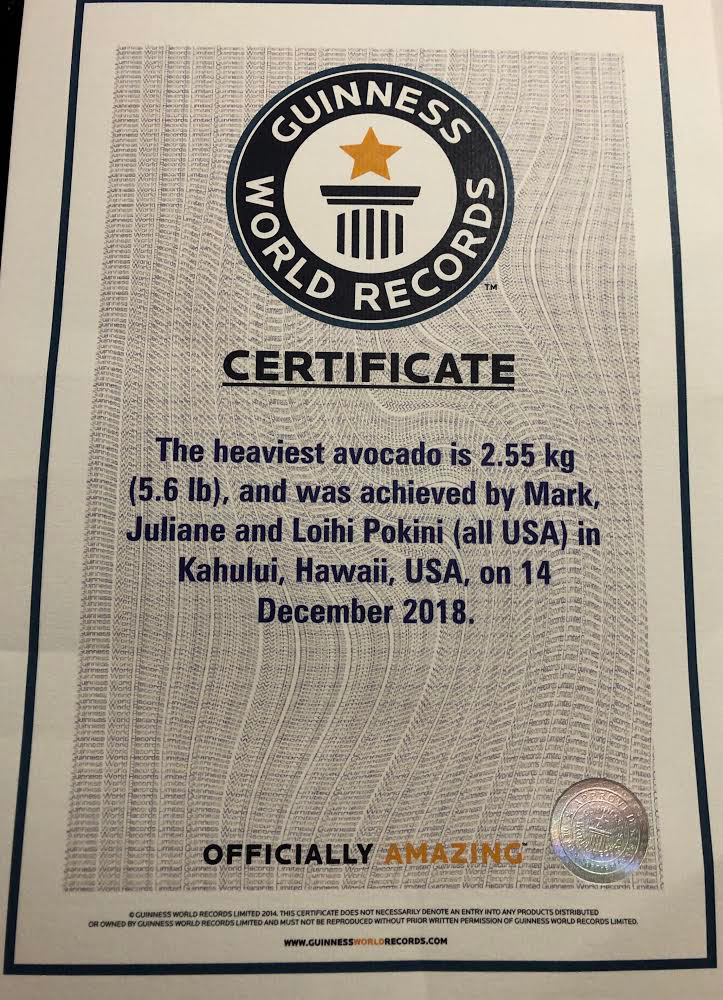 GUINNESS
WORLD RECORDS
TM
CERTIFICATE
The heaviest avocado is 2.55 kg
(5.6 lb), and was achieved by Mark,
Juliane and Loihi Pokini (all USA) in
Kahului, Hawaii, USA, on 14
December 2018.
OFFICIALLY AMAZING™
© GUINNESS WORLD RECORDS LIMITED 2014. THIS CERTIFICATE DOES NOT NECESSARILY DENOTE AN ENTRY INTO ANY PRODUCTS DISTRIBUTED
OR OWNED BY GUINNESS WORLD RECORDS LIMITED AND MUST NOT BE REPRODUCED WITHOUT PRIOR WRITTEN PERMISSION OF GUINNESS WORLD RECORDS LIMITED.
WWW.GUINNESSWORLDRECORDS.COM